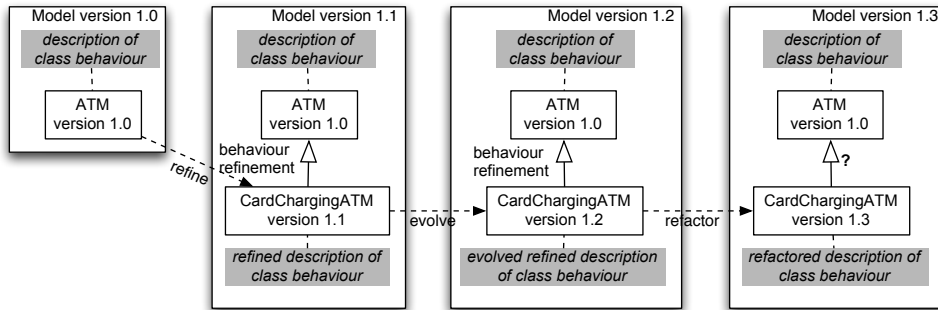 Model version 1.0
description of
class behaviour
ATM
version 1.0
refine
Model version 1.1
description of
class behaviour
ATM
version 1.0
behaviour
refinement
CardChargingATM
version 1.1
refined description of
class behaviour
evolve
Model version 1.2
description of
class behaviour
ATM
version 1.0
behaviour
refinement
CardChargingATM
version 1.2
evolved refined description
of class behaviour
refactor
Model version 1.3
description of
class behaviour
ATM
version 1.0
?
CardChargingATM
version 1.3
refactored description of
class behaviour